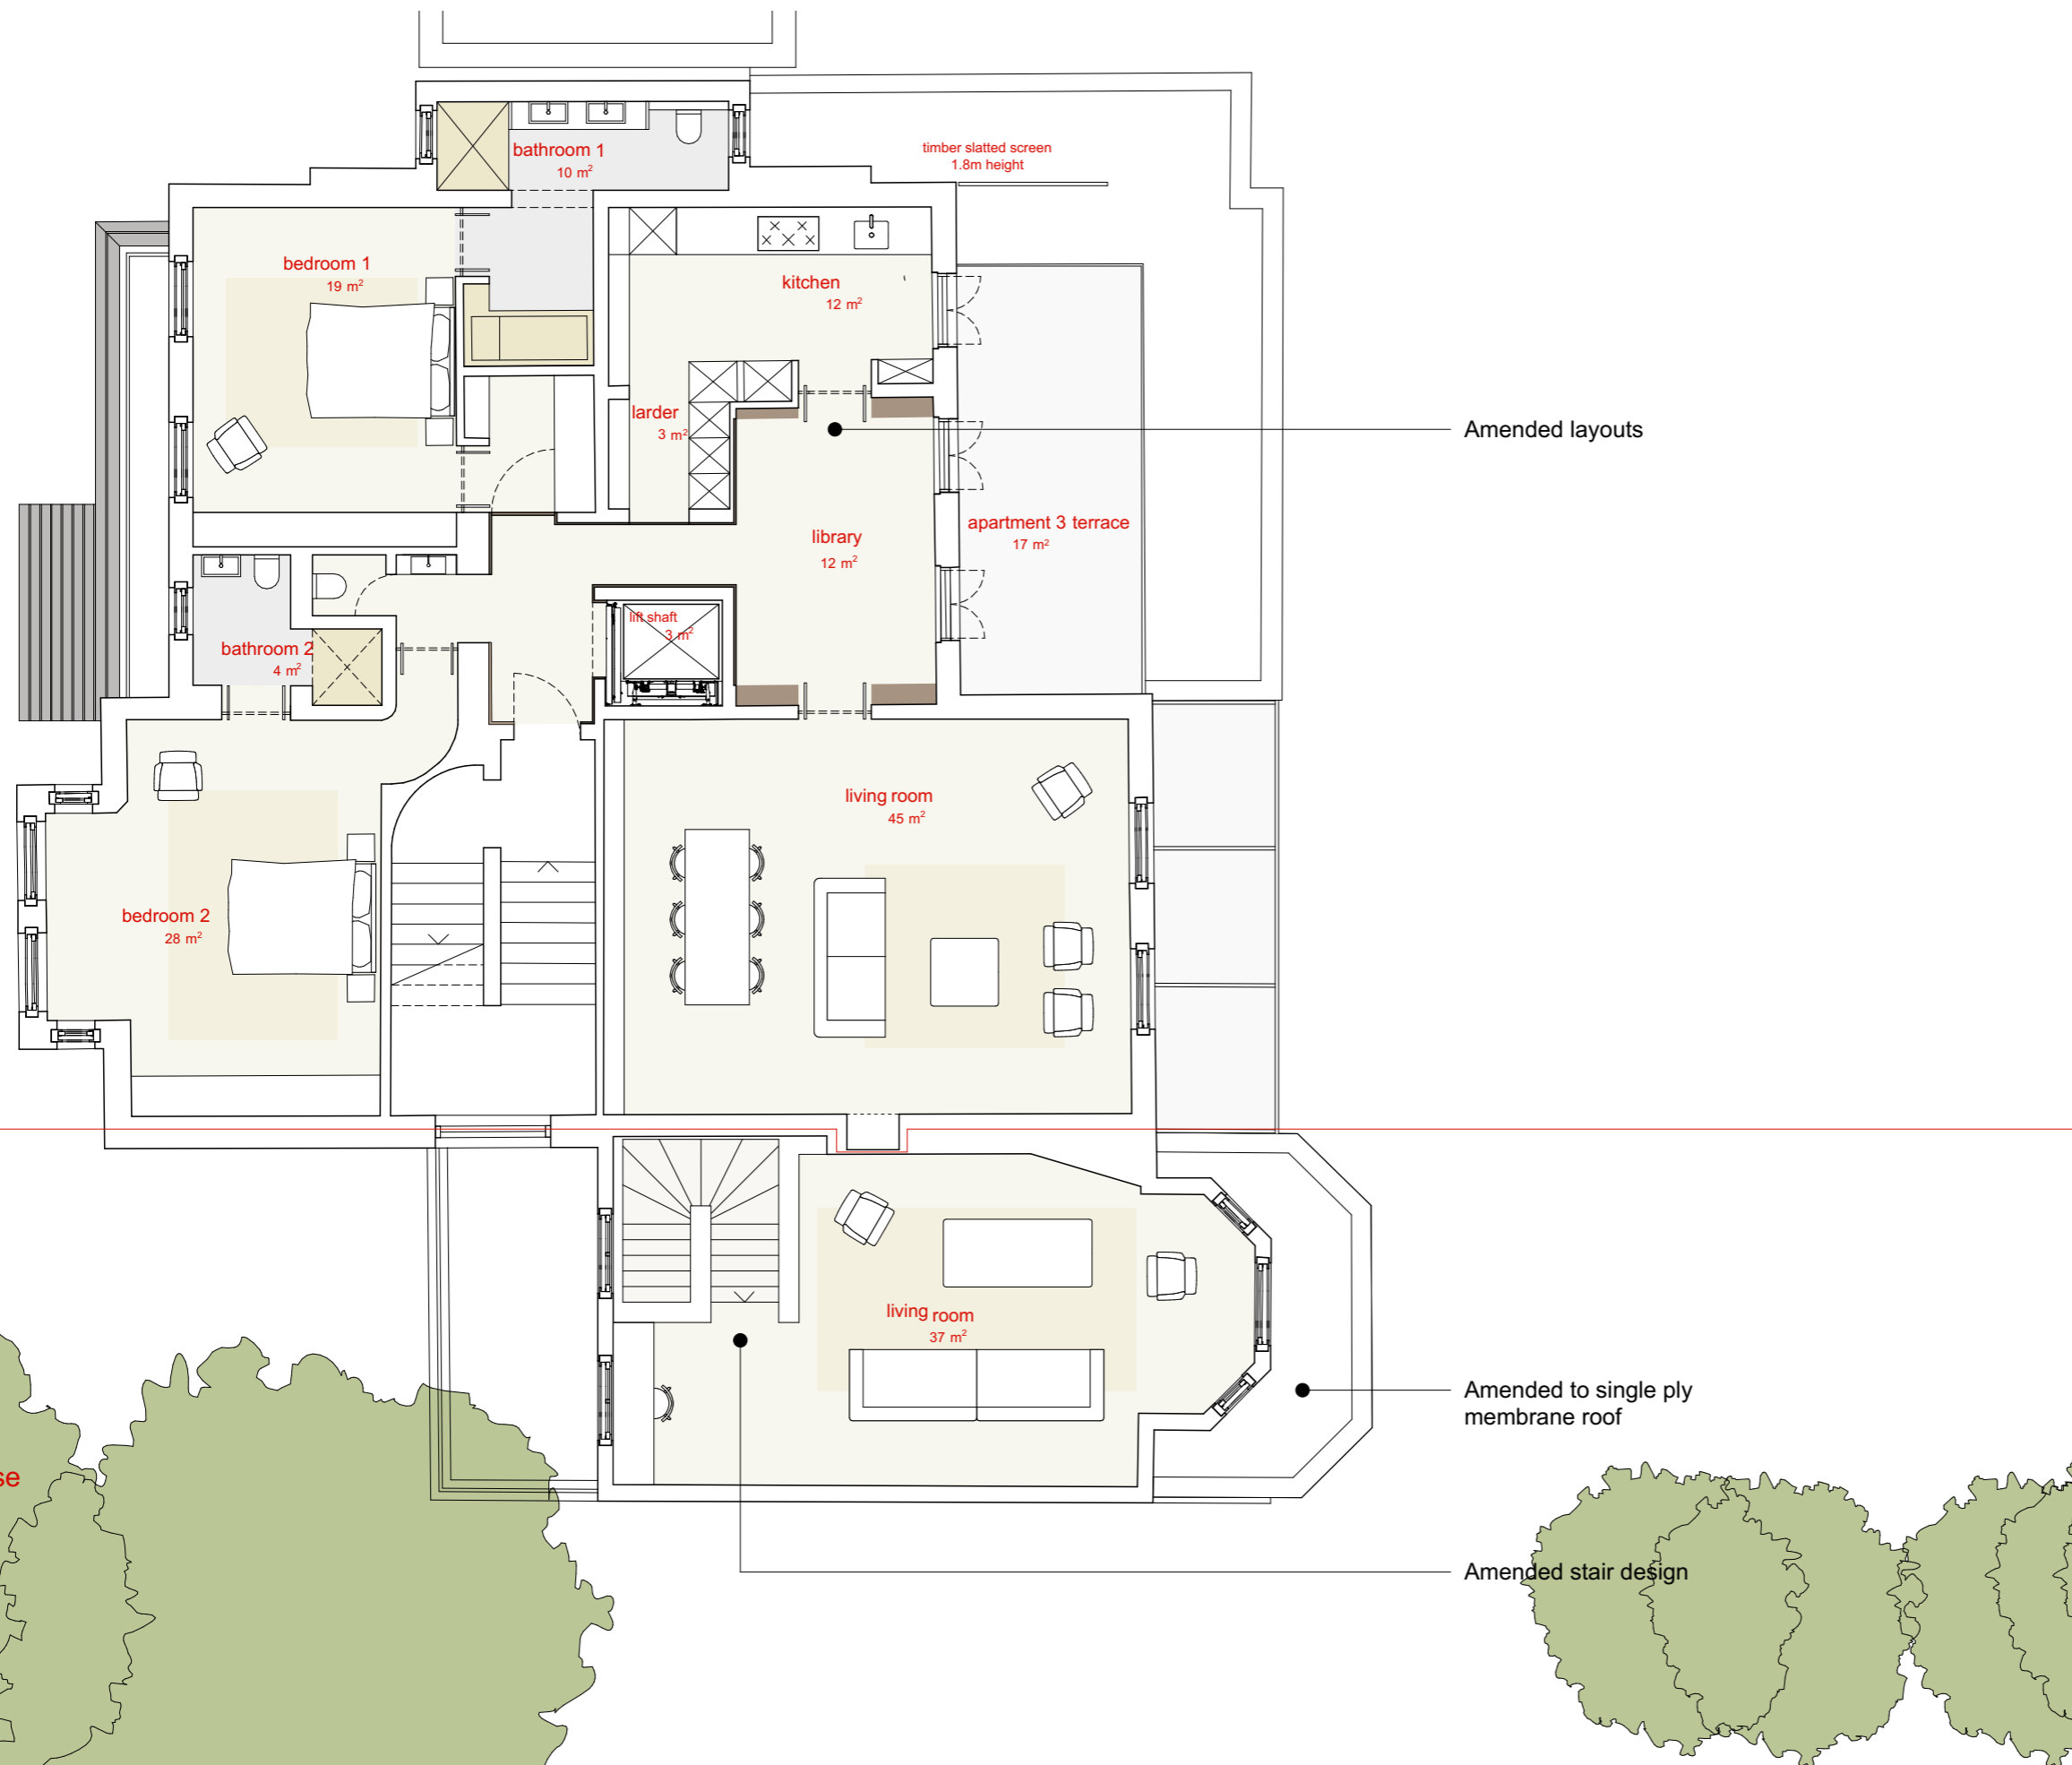 bathroom 1
10 m²
timber slatted screen
1.8m height
bedroom 1
19 m²
kitchen
12 m²
larder
3 m²
Amended layouts
library
12 m²
apartment 3 terrace
17 m²
lift shaft
3 m²
bathroom 2
4 m²
living room
45 m²
bedroom 2
28 m²
living room
37 m²
Amended to single ply
membrane roof
se
Amended stair design